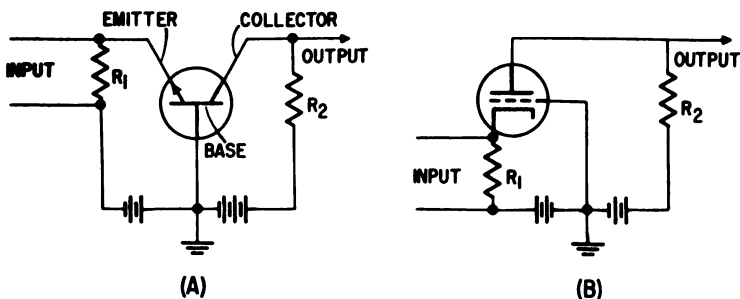 EMITTER COLLECTOR
INPUT R1 OUTPUT
R2
BASE
(A)
OUTPUT
R2
INPUT R1
(B)